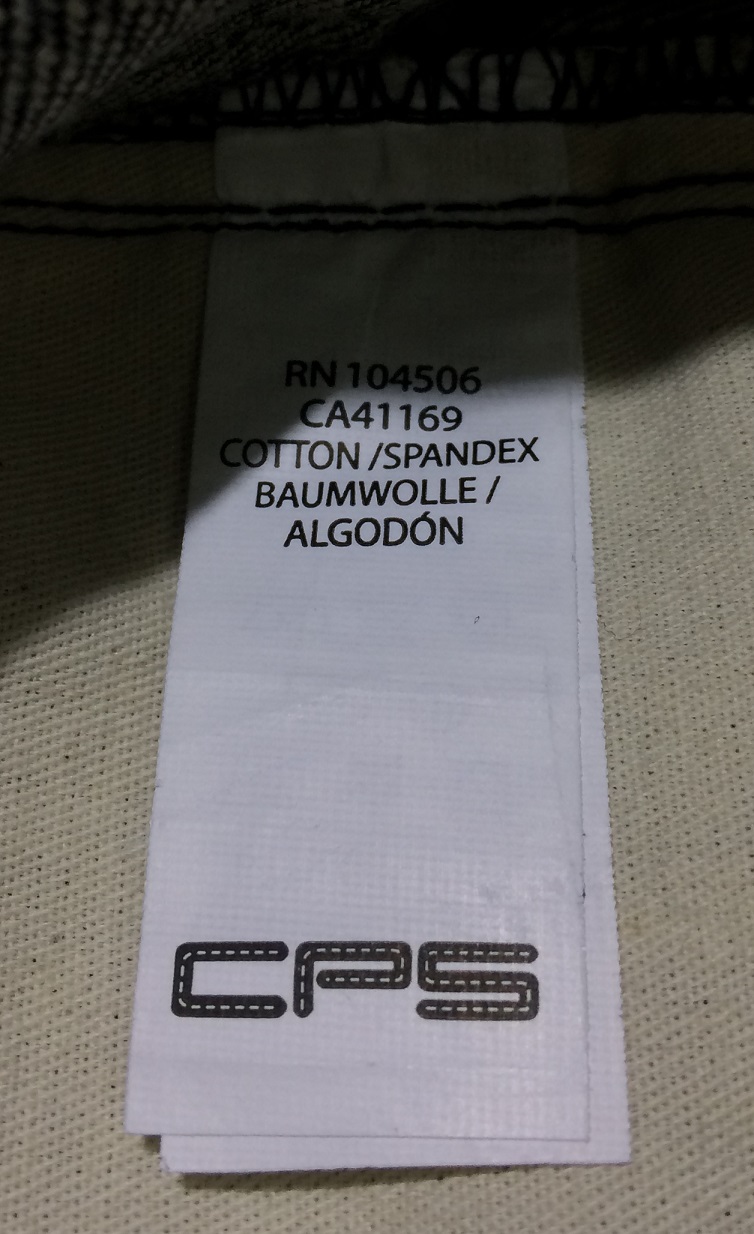 RN 104506
CA41169
COTTON /SPANDEX
BAUMWOLLE /
ALGODÓN
CPS